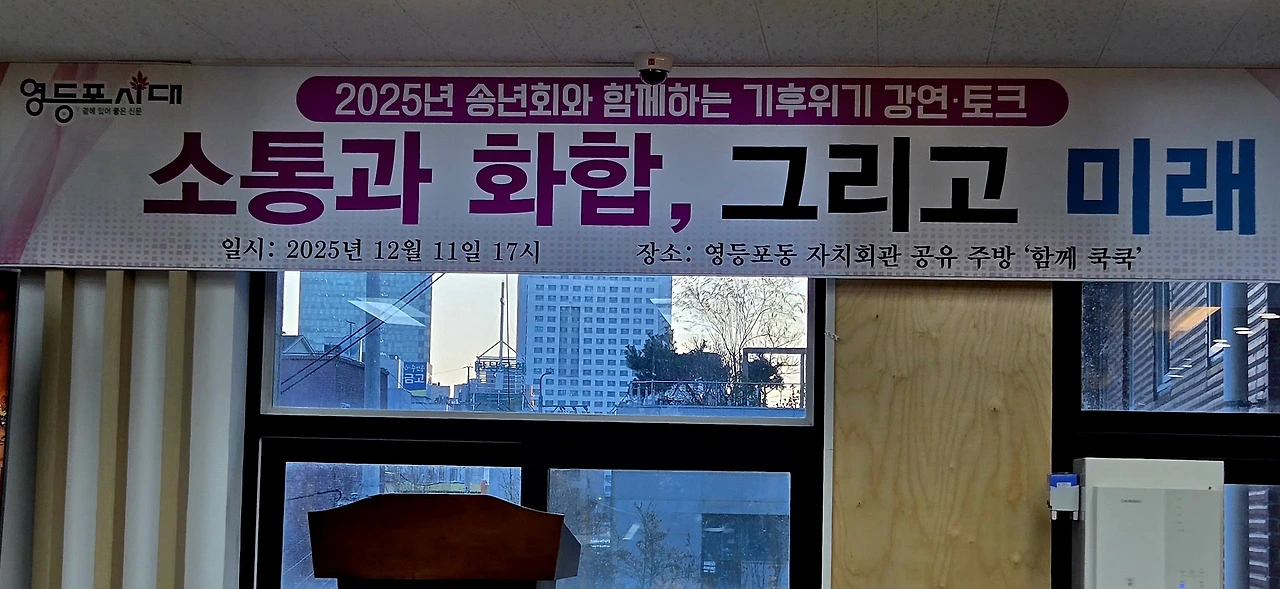 영등포시대
곁에 있어 좋은 신문
2025년 송년회와 함께하는 기후위기 강연·토크
소통과 화합, 그리고 미래
일시: 2025년 12월 11일 17시
장소: 영등포동 자치회관 공유 주방 ‘함께 쿡쿡’
금고